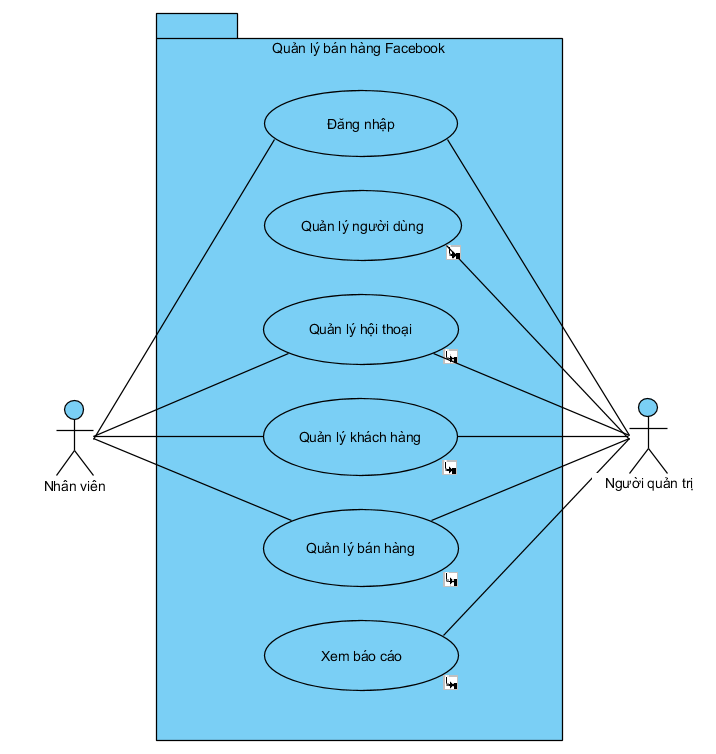 Quản lý bán hàng Facebook
Đăng nhập
Quản lý người dùng
Quản lý hội thoại
Quản lý khách hàng
Nhân viên
Người quản trị
Quản lý bán hàng
Xem báo cáo